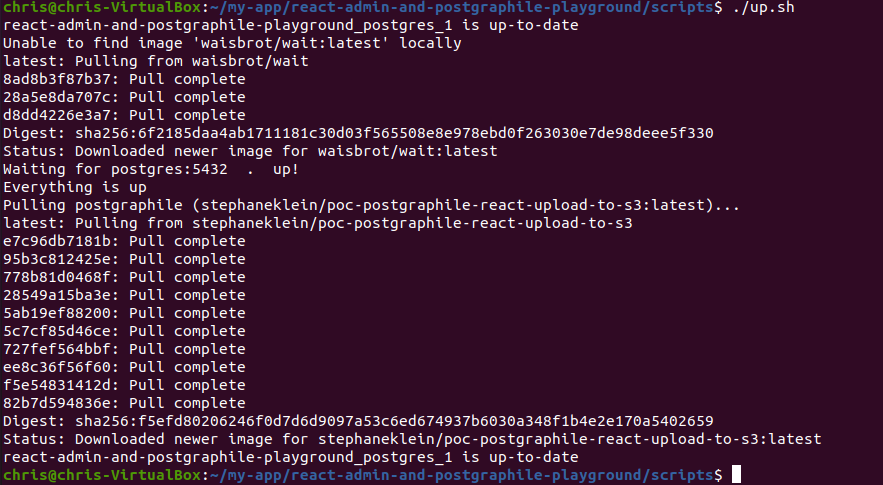 chris@chris-VirtualBox:~/my-app/react-admin-and-postgraphile-playground/scripts$ ./up.sh
react-admin-and-postgraphile-playground_postgres_1 is up-to-date
Unable to find image 'waisbrot/wait:latest' locally
latest: Pulling from waisbrot/wait
8ad8b3f87b37: Pull complete
28a5e8da707c: Pull complete
d8dd4226e3a7: Pull complete
Digest: sha256:6f2185daa4ab1711181c30d03f565508e8e978ebd0f263030e7de98deee5f330
Status: Downloaded newer image for waisbrot/wait:latest
Waiting for postgres:5432  .  up!
Everything is up
Pulling postgraphile (stephaneklein/poc-postgraphile-react-upload-to-s3:latest)...
latest: Pulling from stephaneklein/poc-postgraphile-react-upload-to-s3
e7c96db7181b: Pull complete
95b3c812425e: Pull complete
778b81d0468f: Pull complete
28549a15ba3e: Pull complete
5ab19ef88200: Pull complete
5c7cf85d46ce: Pull complete
727fef564bbf: Pull complete
ee8c36f56f60: Pull complete
f5e54831412d: Pull complete
82b7d594836e: Pull complete
Digest: sha256:f5efd80206246f0d7d6d9097a53c6ed674937b6030a348f1b4e2e170a5402659
Status: Downloaded newer image for stephaneklein/poc-postgraphile-react-upload-to-s3:latest
react-admin-and-postgraphile-playground_postgres_1 is up-to-date
chris@chris-VirtualBox:~/my-app/react-admin-and-postgraphile-playground/scripts$